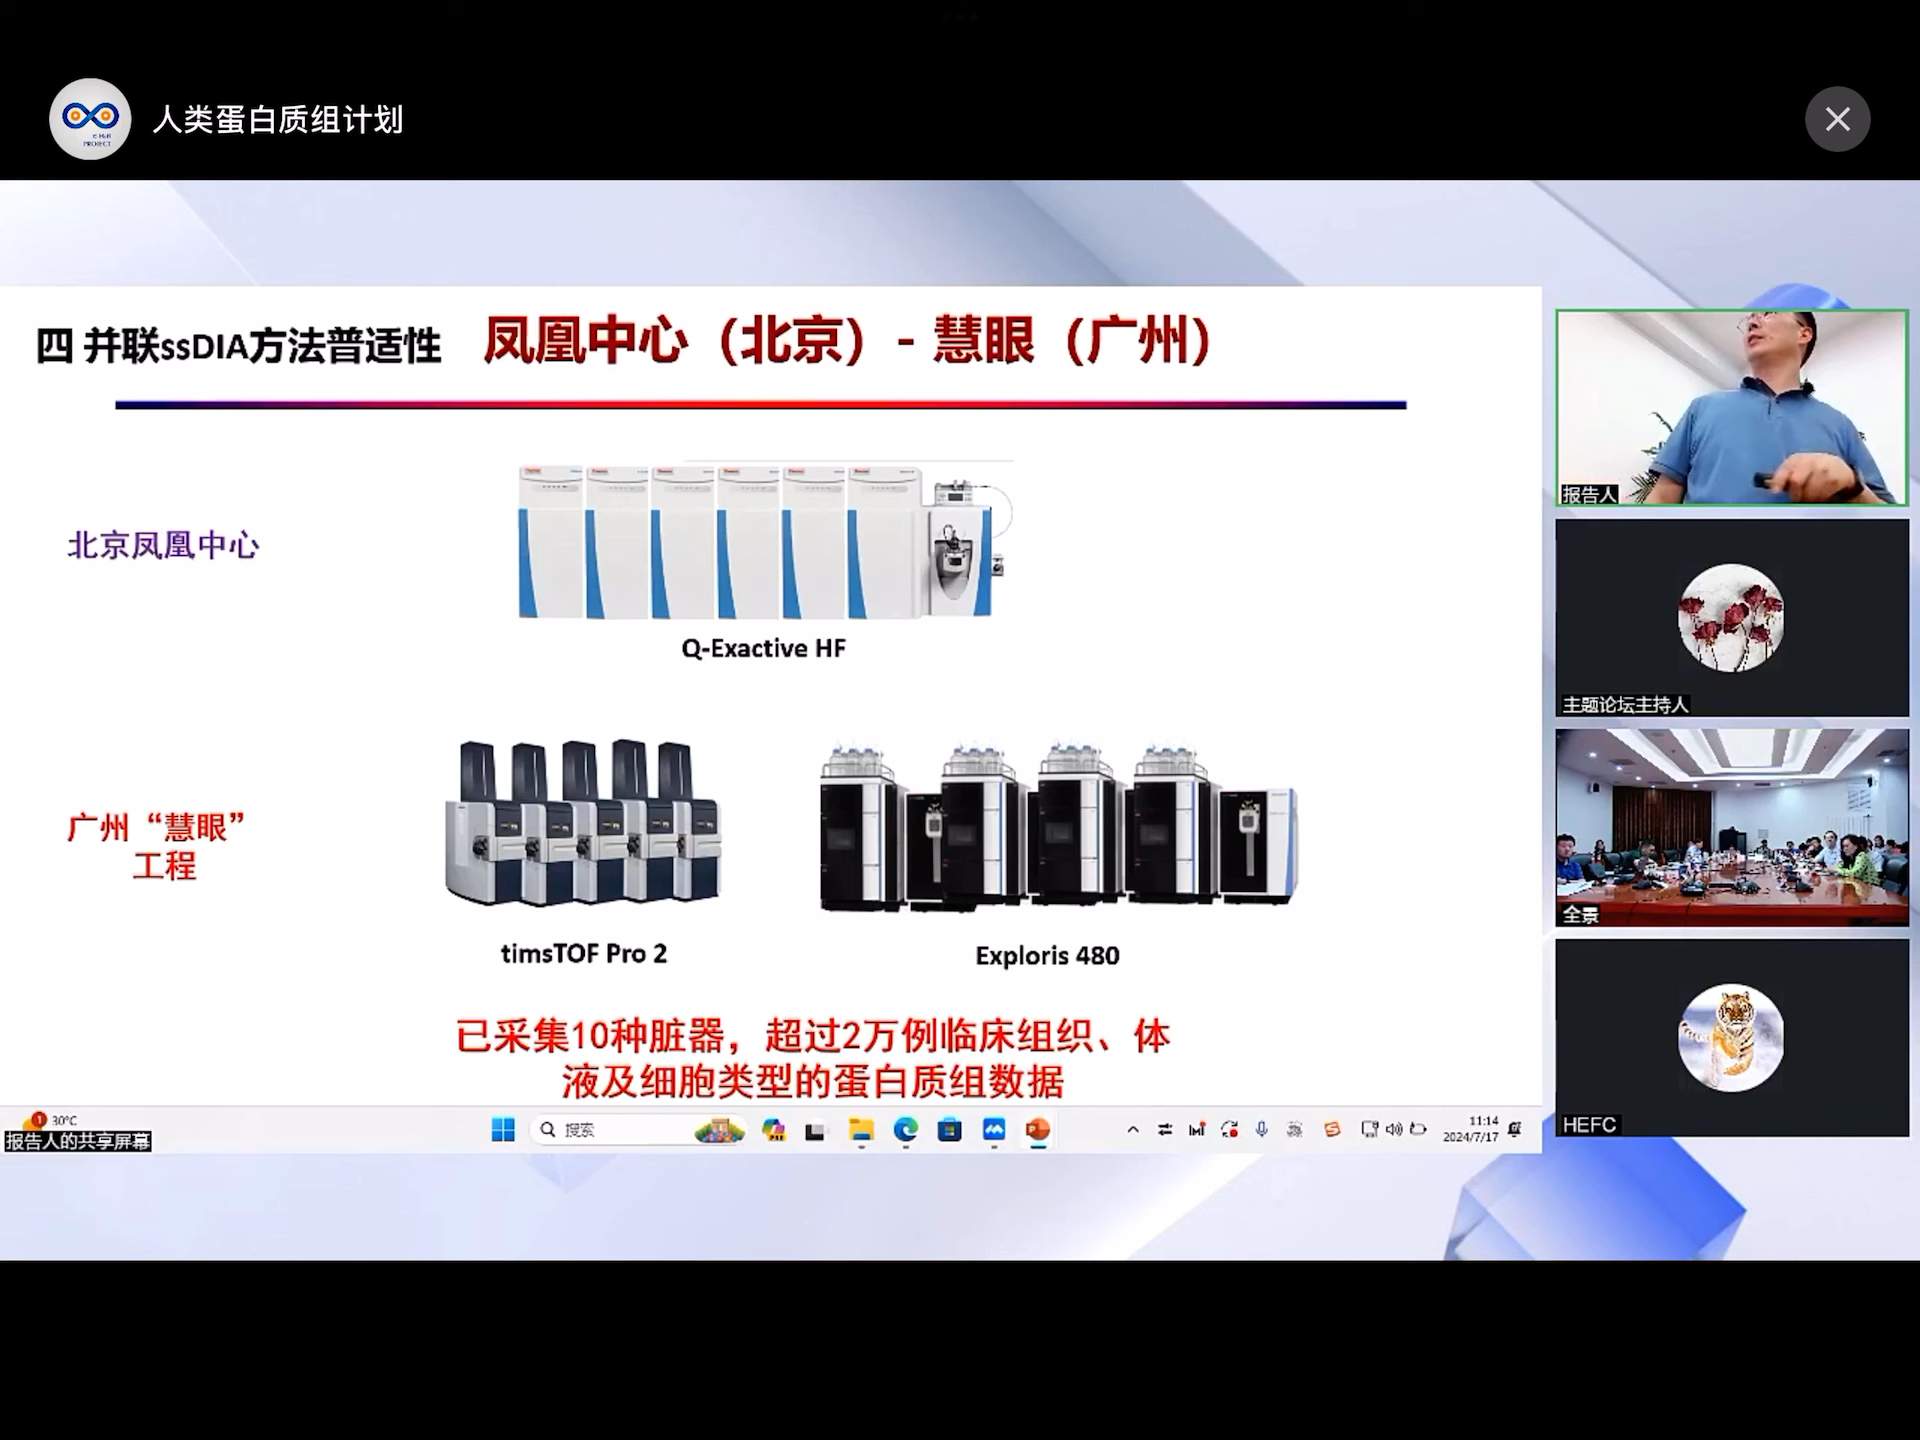 人类蛋白质组计划
π HuB
PROJECT
四 并联ssDIA方法普适性
凤凰中心（北京）- 慧眼（广州）
北京凤凰中心
Q-Exactive HF
广州“慧眼”
工程
timsTOF Pro 2
Exploris 480
已采集10种脏器，超过2万例临床组织、体
液及细胞类型的蛋白质组数据
1
30°C
报告人的共享屏幕
搜索
11:14
2024/7/17
报告人
主题论坛主持人
全景
HEFC